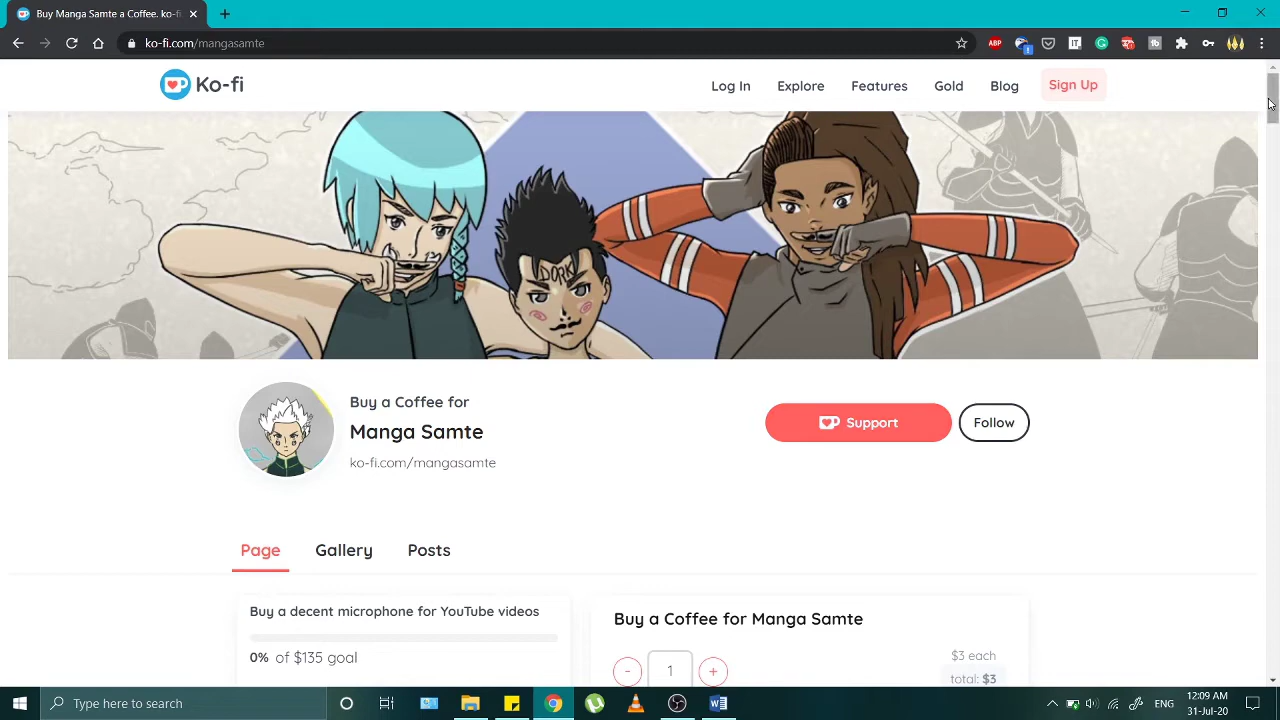 Buy Manga Samte a Coffee. ko-fi.c
ko-fi.com/mangasamte
ABP
IT.
Ko-fi
Log In
Explore
Features
Gold
Blog
Sign Up
DORK
Buy a Coffee for
Manga Samte
ko-fi.com/mangasamte
Support
Follow
Page
Gallery
Posts
Buy a decent microphone for YouTube videos
0% of $135 goal
Buy a Coffee for Manga Samte
- 1 +
$3 each
total: $3
Type here to search
ENG
12:09 AM
31-Jul-20